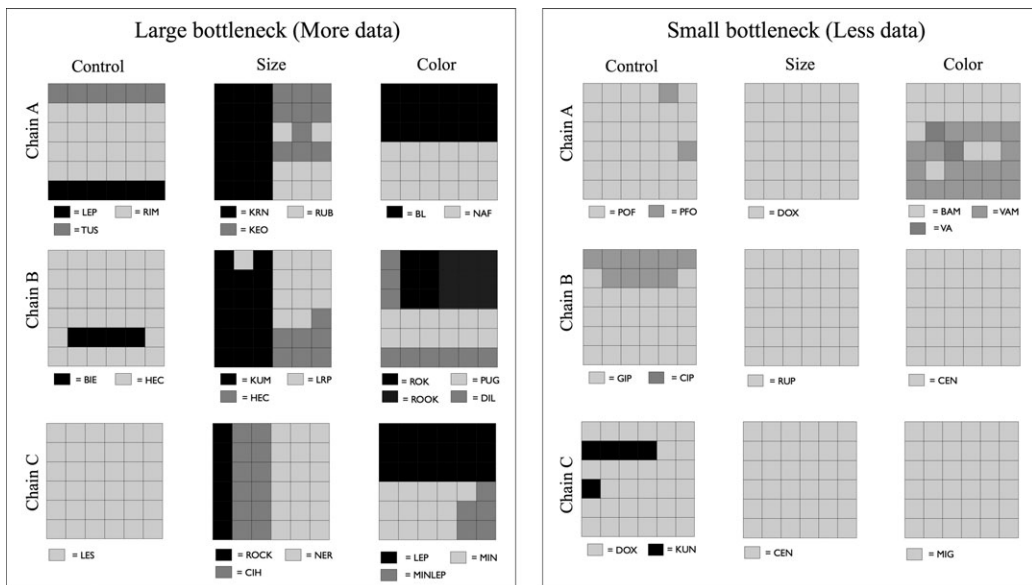 Large bottleneck (More data)
Control
Size
Color
Chain A
= LEP = RIM
= TUS
= KRN = RUB
= KEO
= BL = NAF
Chain B
= BIE = HEC
= KUM = LRP
= HEC
= ROK = PUG
= ROOK = DIL
Chain C
= LES
= ROCK = NER
= CIH
= LEP = MIN
= MINLEP
Small bottleneck (Less data)
Control
Size
Color
Chain A
= POF = PFO
= DOX
= BAM = VAM
= VA
Chain B
= GIP = CIP
= RUP
= CEN
Chain C
= DOX = KUN
= CEN
= MIG